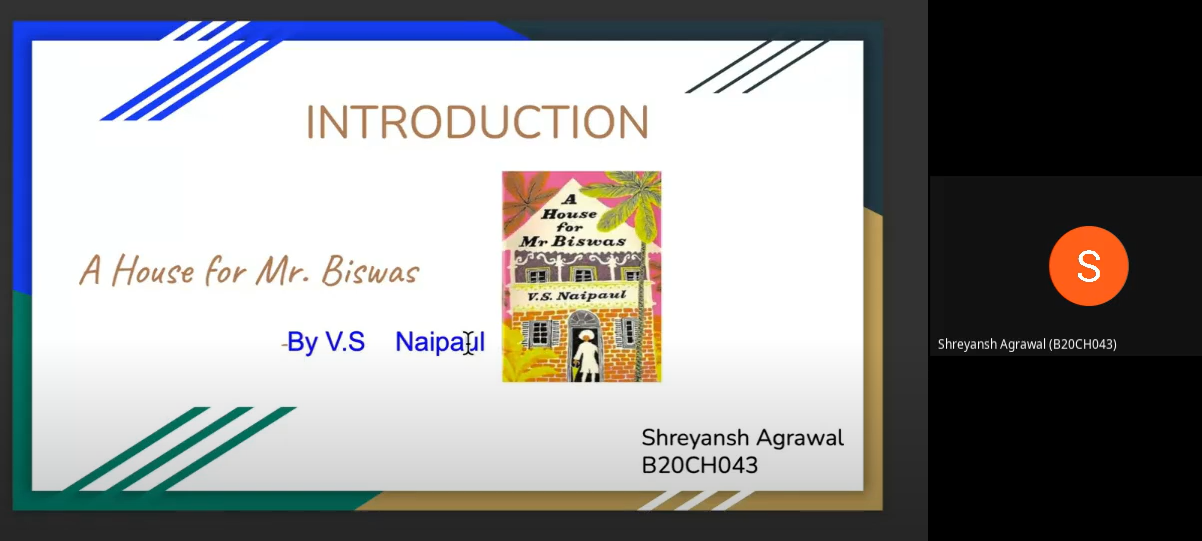 INTRODUCTION
A
House
for
Mr Biswas
V.S. Naipaul
A House for Mr. Biswas
-By V.S    Naipaul
Shreyansh Agrawal
B20CH043
S
Shreyansh Agrawal (B20CH043)